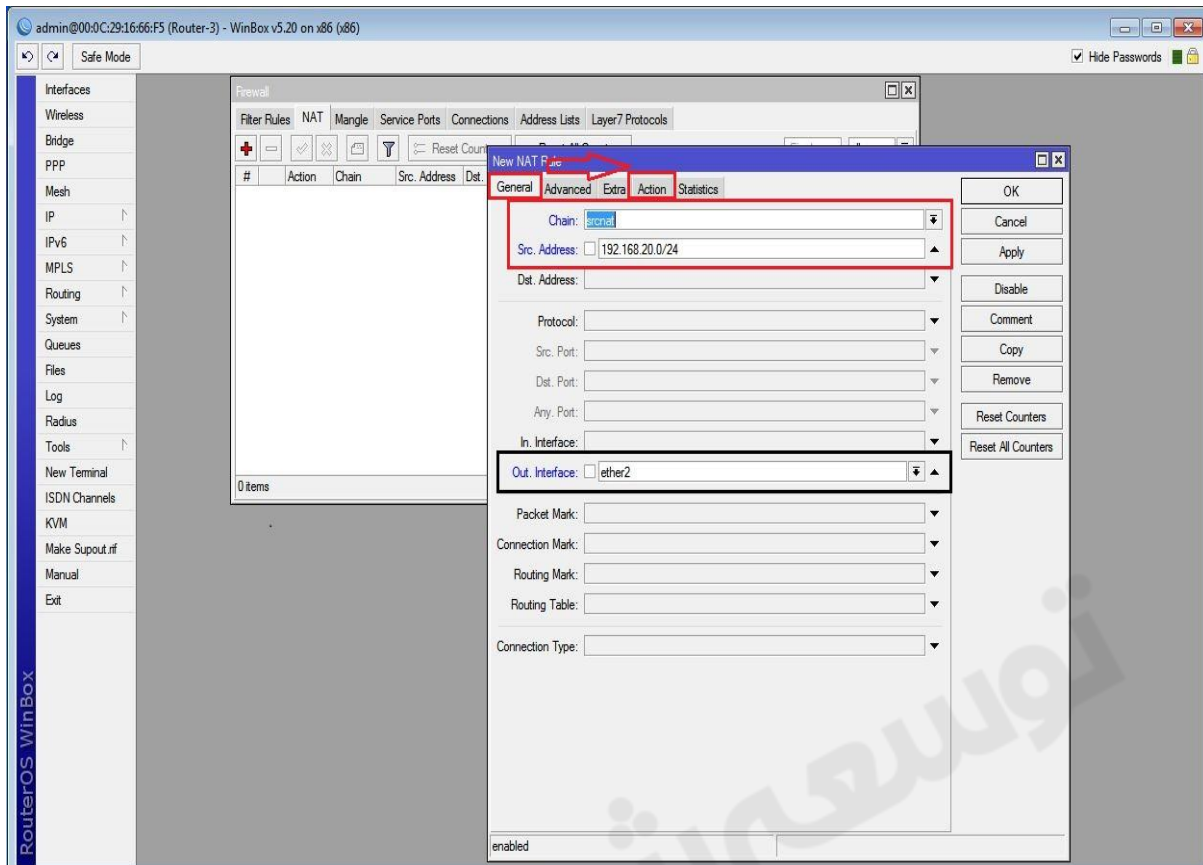 admin@00:0C:29:16:66:F5 (Router-3) - WinBox v5.20 on x86 (x86)
Safe Mode
Hide Passwords
Interfaces
Wireless
Bridge
PPP
Mesh
IP
IPv6
MPLS
Routing
System
Queues
Files
Log
Radius
Tools
New Terminal
ISDN Channels
KVM
Make Supout.rif
Manual
Exit
RouterOS WinBox
Firewall
Filter Rules NAT Mangle Service Ports Connections Address Lists Layer7 Protocols
Reset
# Action Chain Src. Address Dst.
0 items
New NAT Rule
General Advanced Extra Action Statistics
Chain: srcnat
Src. Address: 192.168.20.0/24
Dst. Address:
Protocol:
Src. Port:
Dst. Port:
Any. Port:
In. Interface:
Out. Interface: ether2
Packet Mark:
Connection Mark:
Routing Mark:
Routing Table:
Connection Type:
enabled
OK
Cancel
Apply
Disable
Comment
Copy
Remove
Reset Counters
Reset All Counters